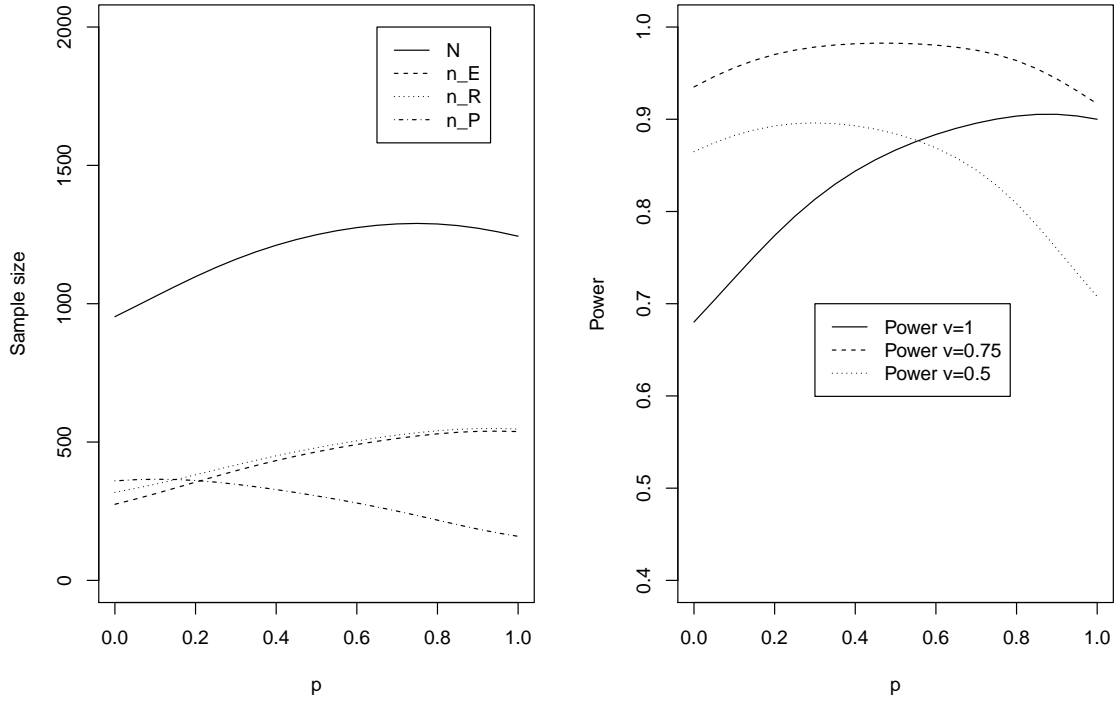 Sample size
2000
1500
1000
500
0
N
n_E
n_R
n_P
0.0 0.2 0.4 0.6 0.8 1.0
p
Power
1.0
0.9
0.8
0.7
0.6
0.5
0.4
Power v=1
Power v=0.75
Power v=0.5
0.0 0.2 0.4 0.6 0.8 1.0
p